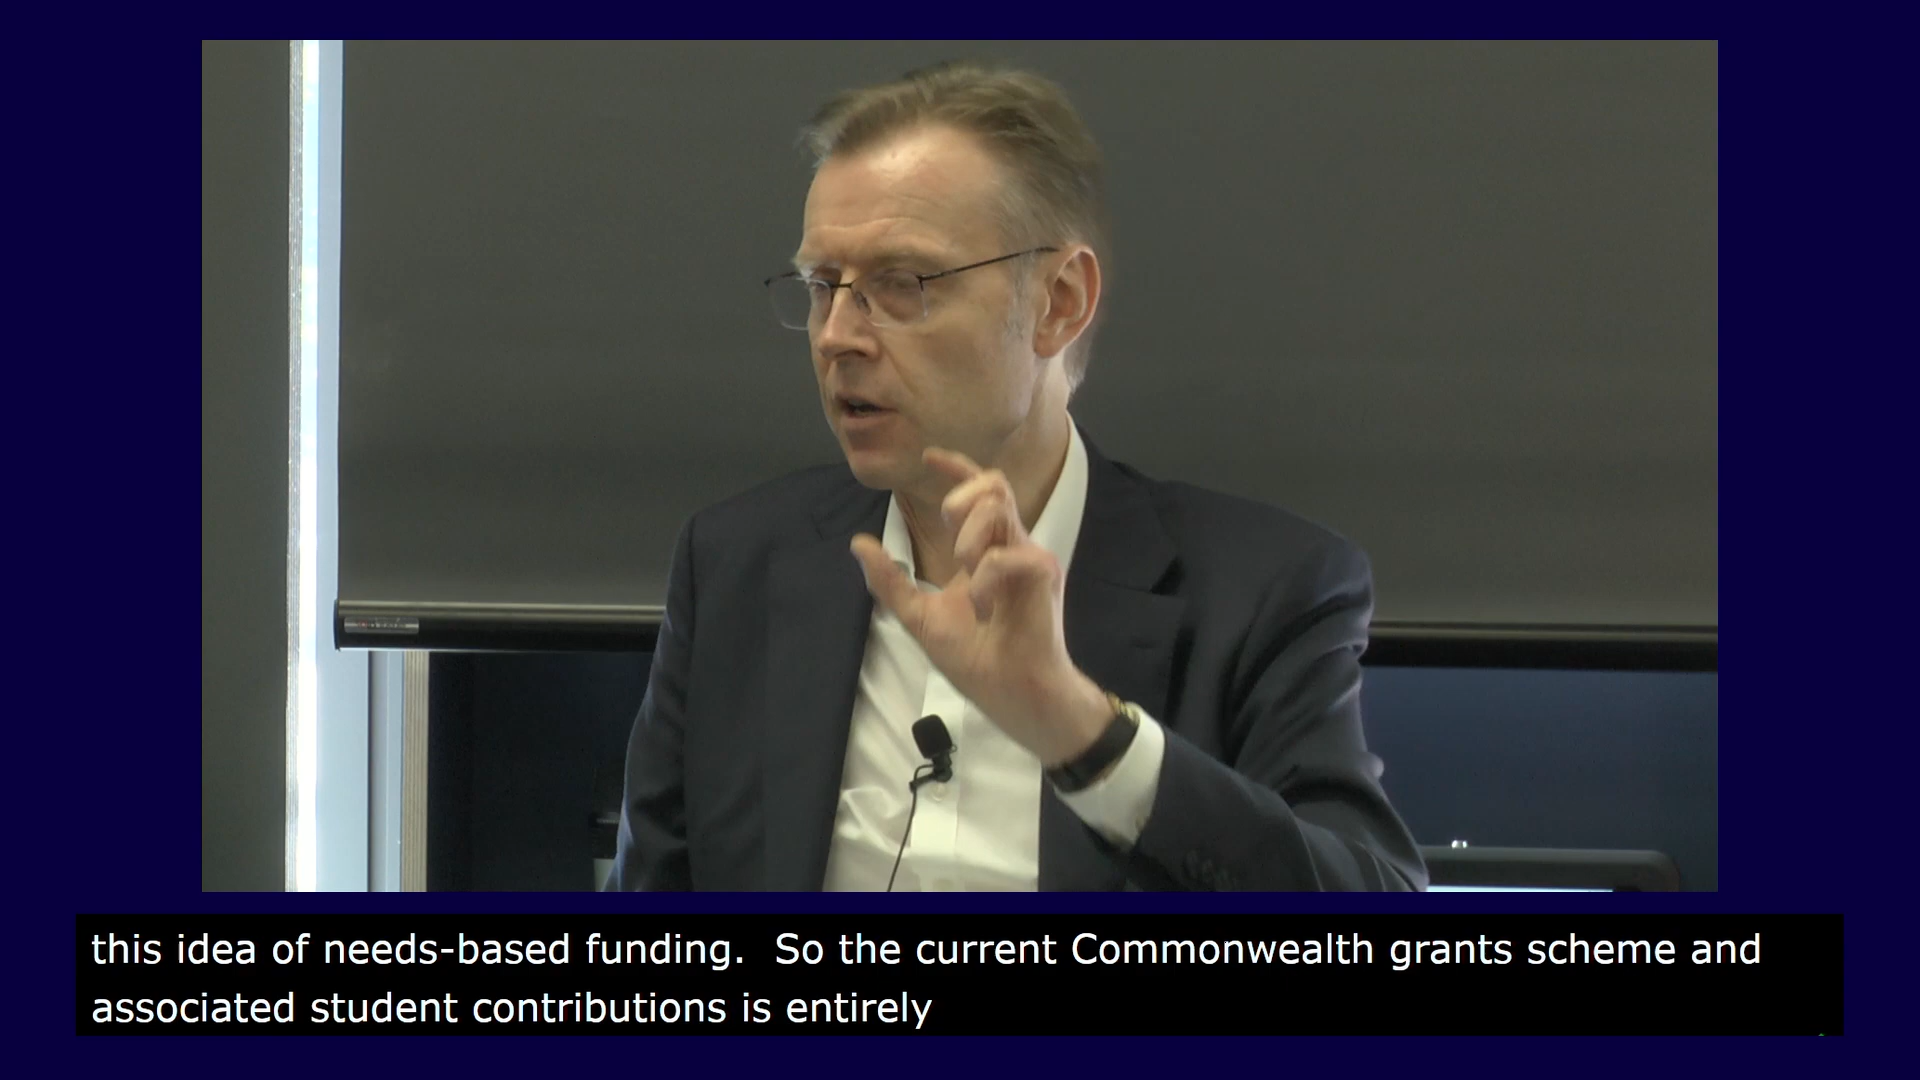 this idea of needs-based funding.  So the current Commonwealth grants scheme and
associated student contributions is entirely